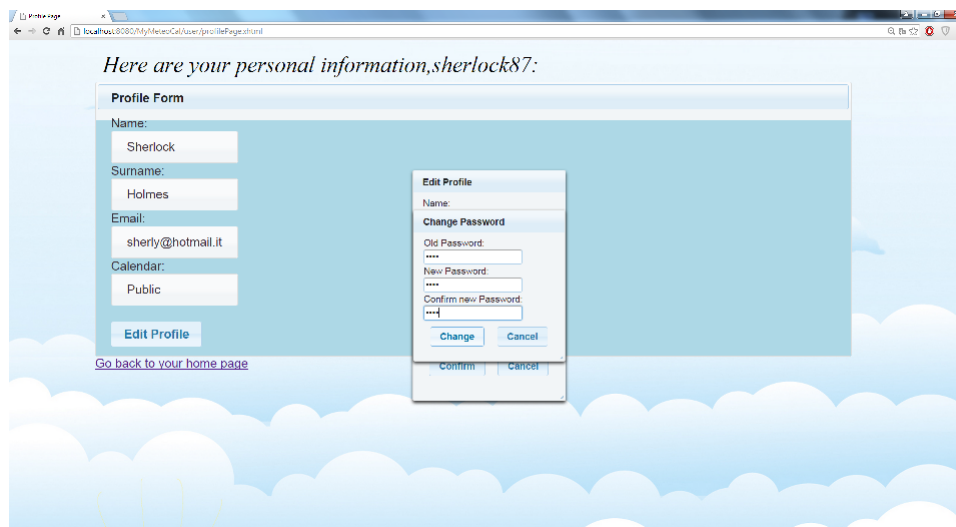 Profile Page
localhost:8080/MyMeteoCal/user/profilePage.xhtml
Here are your personal information,sherlock87:
Profile Form
Name:
Sherlock
Surname:
Holmes
Email:
sherly@hotmail.it
Calendar:
Public
Edit Profile
Go back to your home page
Edit Profile
Name:
Change Password
Old Password:
••••
New Password:
••••
Confirm new Password:
••••
Change Cancel
Confirm Cancel